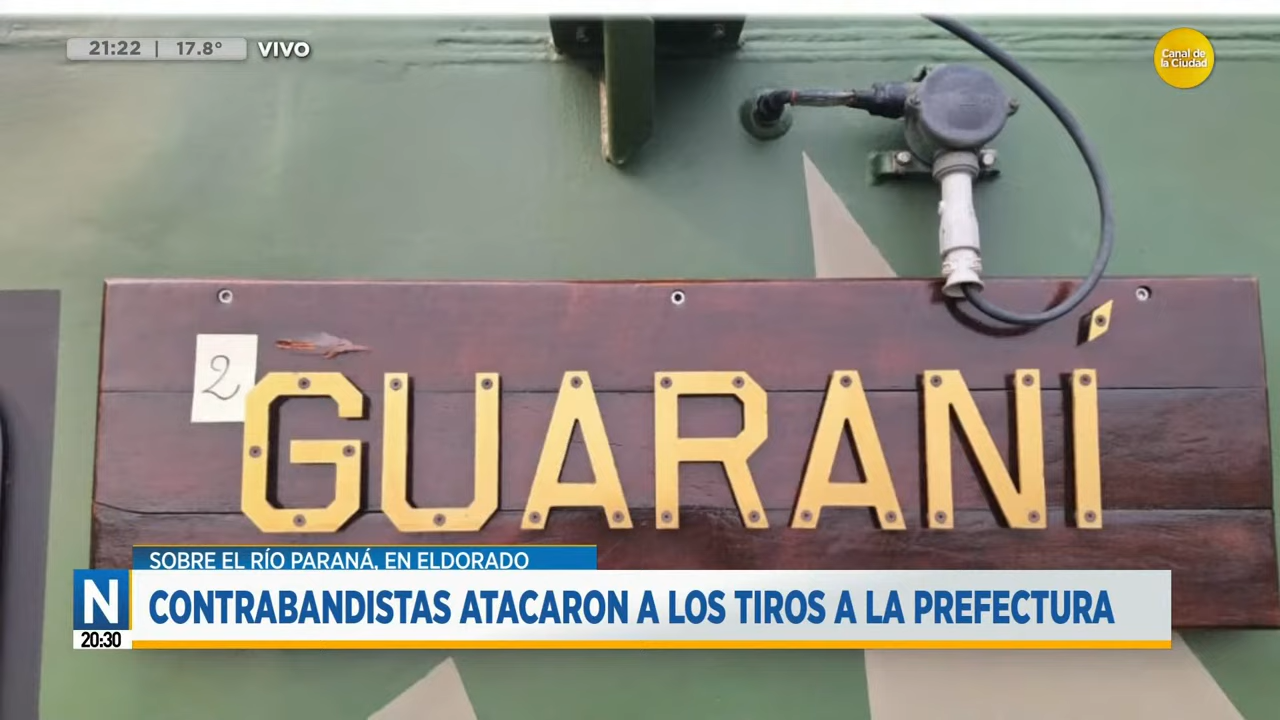 21:22 | 17.8° VIVO
Canal de
la Ciudad
2
GUARANÍ
SOBRE EL RÍO PARANÁ, EN ELDORADO
N
20:30
CONTRABANDISTAS ATACARON A LOS TIROS A LA PREFECTURA